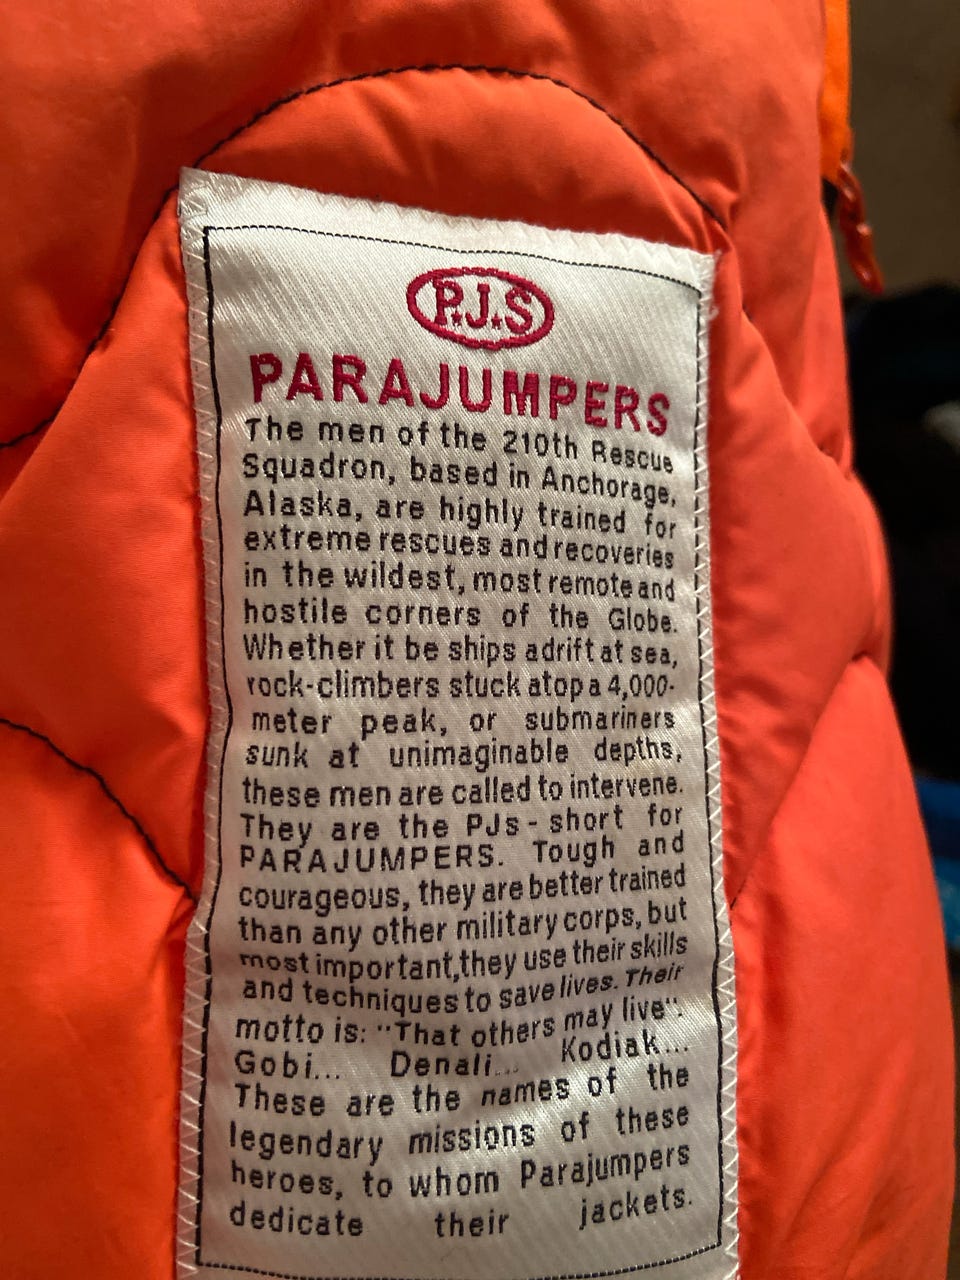 P.J.S
PARAJUMPERS
The men of the 210th Rescue
Squadron, based in Anchorage,
Alaska, are highly trained for
extreme rescues and recoveries
in the wildest, most remote and
hostile corners of the Globe.
Whether it be ships adrift at sea,
rock-climbers stuck atop a 4,000-
meter peak, or submariners
sunk at unimaginable depths,
these men are called to intervene.
They are the PJs - short for
PARAJUMPERS. Tough and
courageous, they are better trained
than any other military corps, but
most important,they use their skills
and techniques to save lives. Their
motto is: "That others may live".
Gobi... Denali... Kodiak...
These are the names of the
legendary missions of these
heroes, to whom Parajumpers
dedicate their jackets.